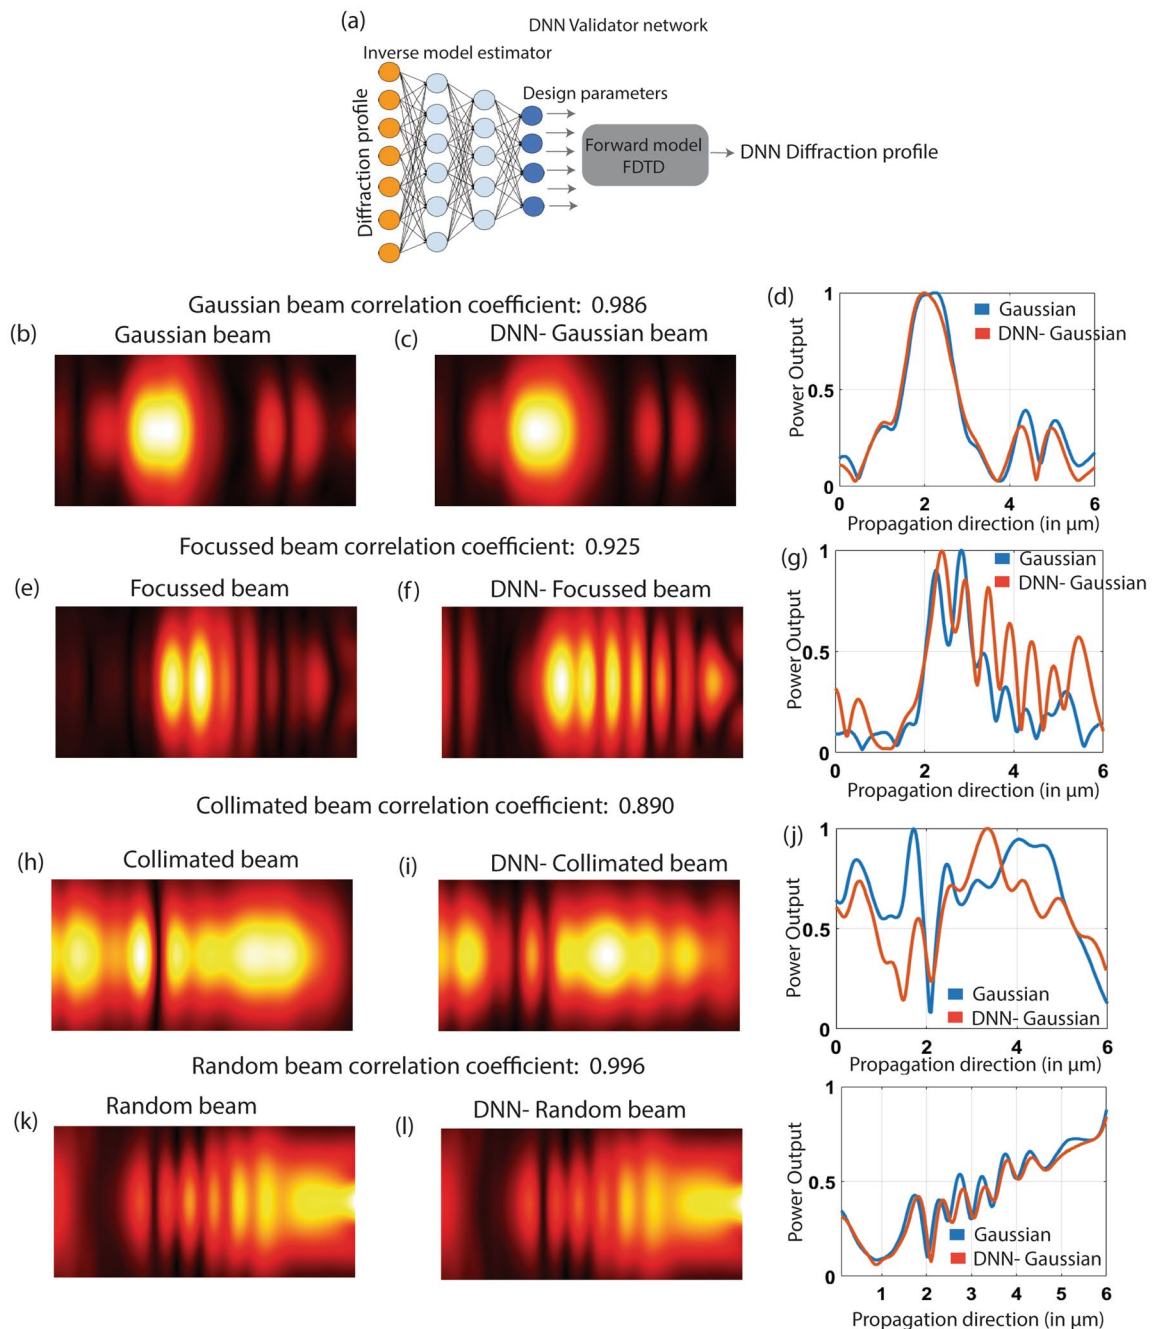 (a)
DNN Validator network
Inverse model estimator
Diffraction profile
Design parameters
Forward model
FDTD
DNN Diffraction profile
Gaussian beam correlation coefficient: 0.986
(b)
Gaussian beam
(c)
DNN- Gaussian beam
(d)
1
0.5
0
Power Output
Gaussian
DNN- Gaussian
0 2 4 6
Propagation direction (in μm)
Focussed beam correlation coefficient: 0.925
(e)
Focussed beam
(f)
DNN- Focussed beam
(g)
1
0.5
0
Power Output
Gaussian
DNN- Gaussian
0 2 4 6
Propagation direction (in μm)
Collimated beam correlation coefficient: 0.890
(h)
Collimated beam
(i)
DNN- Collimated beam
(j)
1
0.5
0
Power Output
Gaussian
DNN- Gaussian
0 2 4 6
Propagation direction (in μm)
Random beam correlation coefficient: 0.996
(k)
Random beam
(l)
DNN- Random beam
1
0.5
0
Power Output
Gaussian
DNN- Gaussian
1 2 3 4 5 6
Propagation direction (in μm)